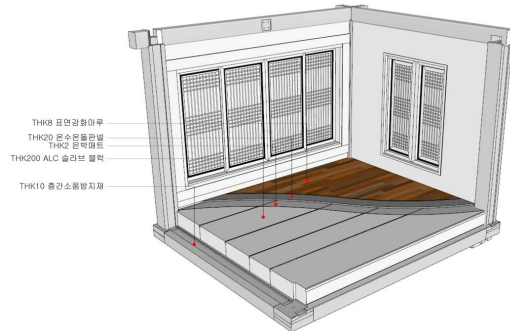 THK8 표면강화마루
THK20 온수온돌판넬
THK2 은박매트
THK200 ALC 슬라브 블럭
THK10 층간소음방지재